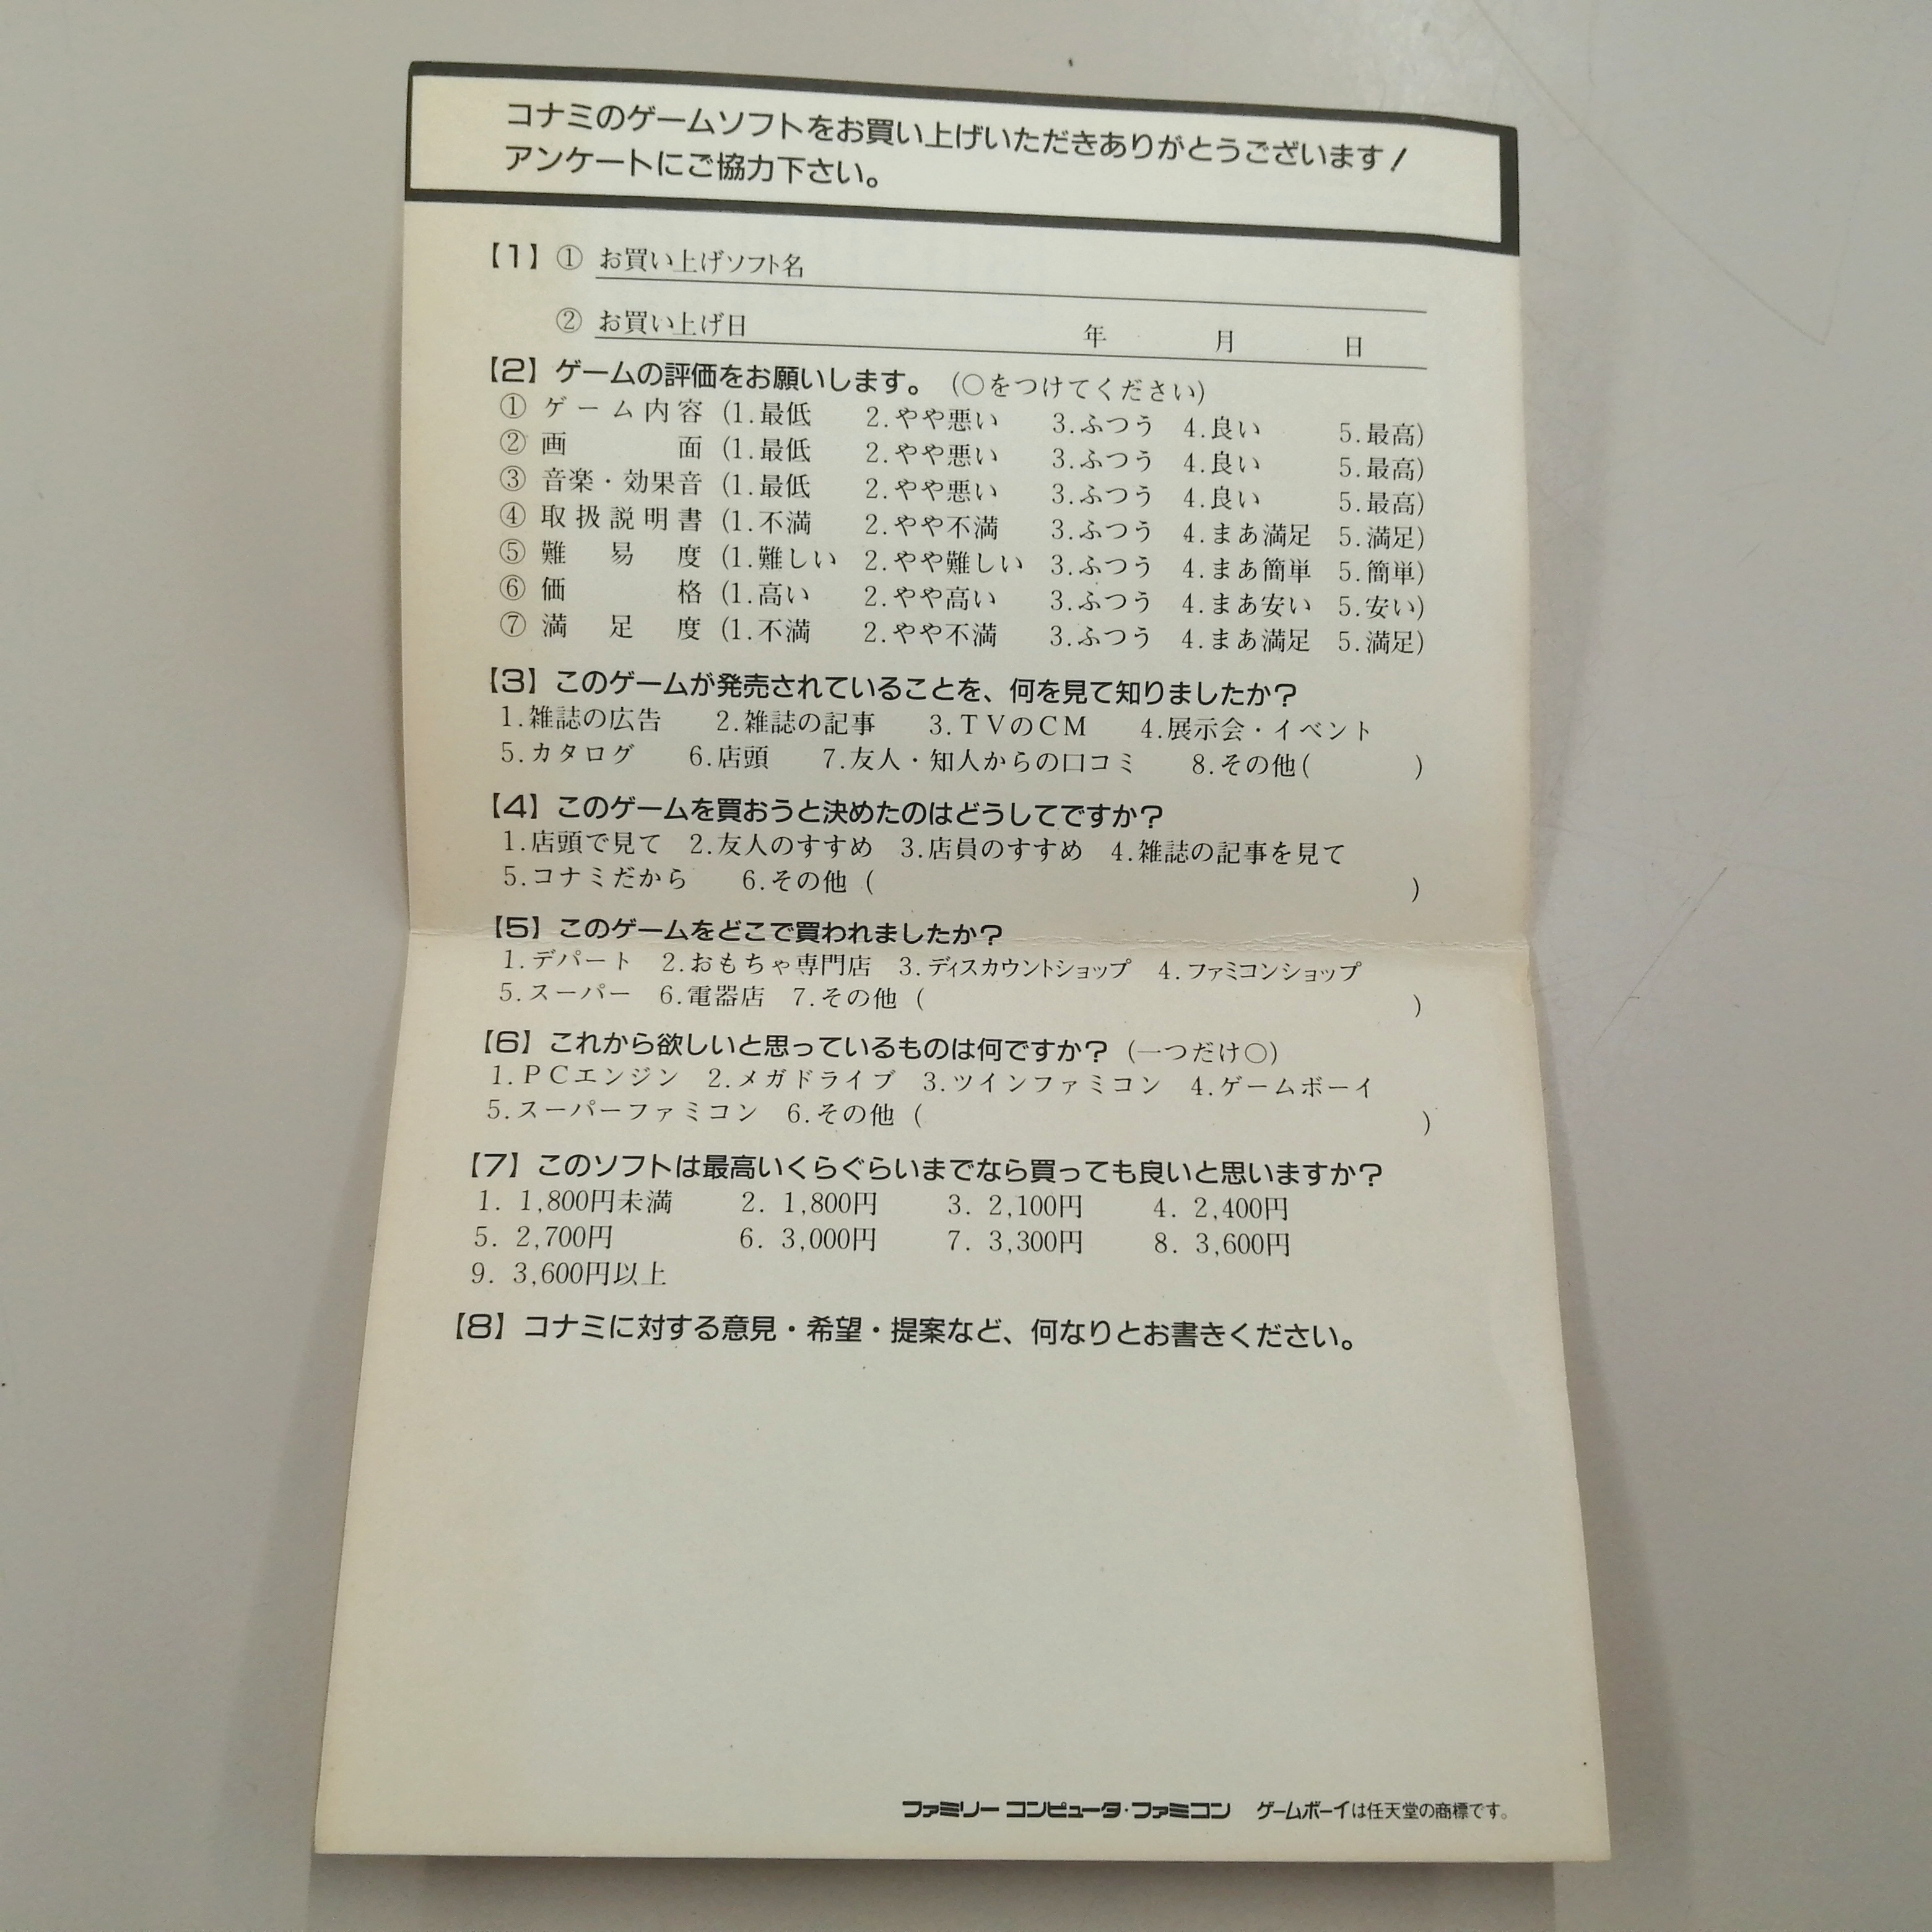 コナミのゲームソフトをお買い上げいただきありがとうございます!
アンケートにご協力下さい。
【1】 ① お買い上げソフト名
② お買い上げ日 年 月 日
【2】 ゲームの評価をお願いします。 (○をつけてください)
① ゲーム内容 (1.最低 2.やや悪い 3.ふつう 4.良い 5.最高)
② 画面 (1.最低 2.やや悪い 3.ふつう 4.良い 5.最高)
③ 音楽・効果音 (1.最低 2.やや悪い 3.ふつう 4.良い 5.最高)
④ 取扱説明書 (1.不満 2.やや不満 3.ふつう 4.まあ満足 5.満足)
⑤ 難易度 (1.難しい 2.やや難しい 3.ふつう 4.まあ簡単 5.簡単)
⑥ 価格 (1.高い 2.やや高い 3.ふつう 4.まあ安い 5.安い)
⑦ 満足度 (1.不満 2.やや不満 3.ふつう 4.まあ満足 5.満足)
【3】 このゲームが発売されていることを、何を見て知りましたか?
1.雑誌の広告 2.雑誌の記事 3.TVのCM 4.展示会・イベント
5.カタログ 6.店頭 7.友人・知人からの口コミ 8.その他( )
【4】 このゲームを買おうと決めたのはどうしてですか?
1.店頭で見て 2.友人のすすめ 3.店員のすすめ 4.雑誌の記事を見て
5.コナミだから 6.その他 ( )
【5】 このゲームをどこで買われましたか?
1.デパート 2.おもちゃ専門店 3.ディスカウントショップ 4.ファミコンショップ
5.スーパー 6.電器店 7.その他 ( )
【6】 これから欲しいと思っているものは何ですか? (一つだけ○)
1.PCエンジン 2.メガドライブ 3.ツインファミコン 4.ゲームボーイ
5.スーパーファミコン 6.その他 ( )
【7】 このソフトは最高いくらぐらいまでなら買っても良いと思いますか?
1. 1,800円未満 2. 1,800円 3. 2,100円 4. 2,400円
5. 2,700円 6. 3,000円 7. 3,300円 8. 3,600円
9. 3,600円以上
【8】 コナミに対する意見・希望・提案など、何なりとお書きください。
ファミリーコンピュータ・ファミコン ゲームボーイは任天堂の商標です。